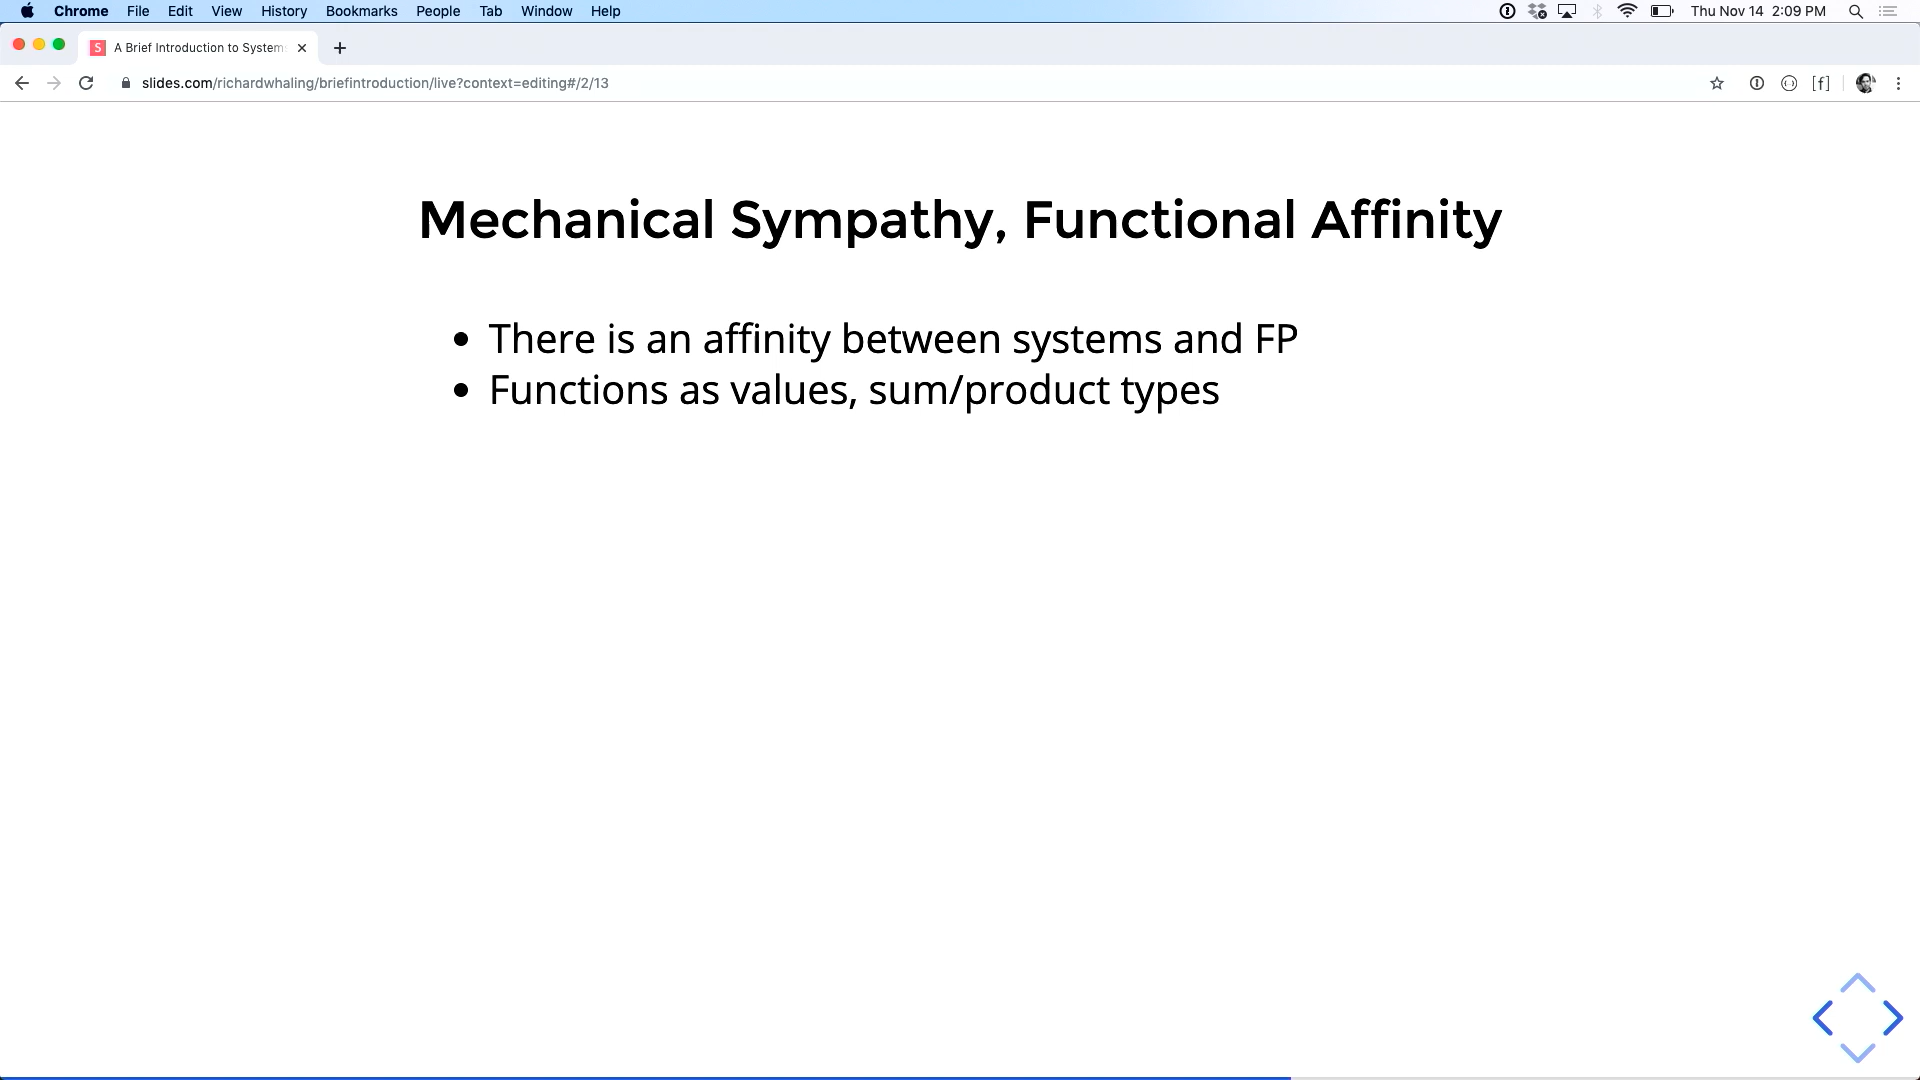 Chrome File Edit View History Bookmarks People Tab Window Help Thu Nov 14 2:09 PM
S A Brief Introduction to System
slides.com/richardwhaling/briefintroduction/live?context=editing#/2/13 [f]
Mechanical Sympathy, Functional Affinity
• There is an affinity between systems and FP
• Functions as values, sum/product types